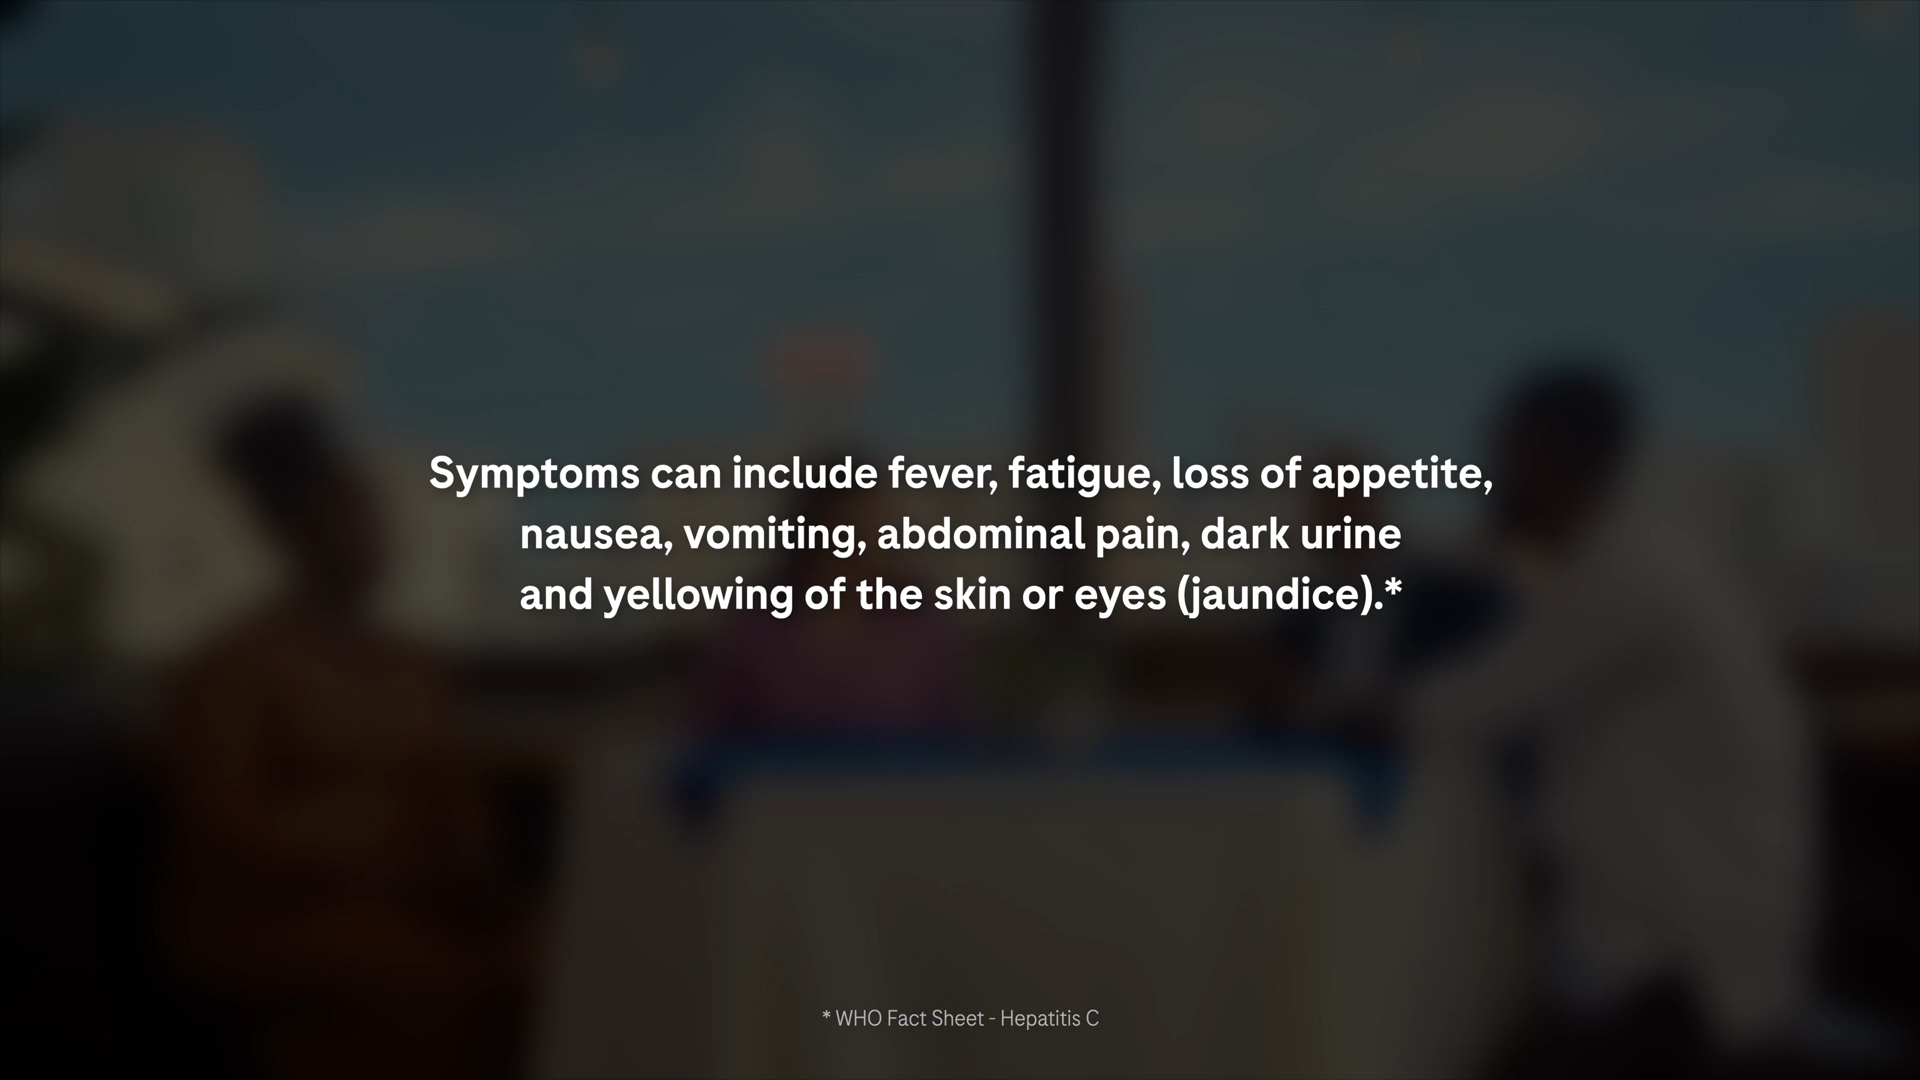 Symptoms can include fever, fatigue, loss of appetite,
nausea, vomiting, abdominal pain, dark urine
and yellowing of the skin or eyes (jaundice).*
* WHO Fact Sheet - Hepatitis C